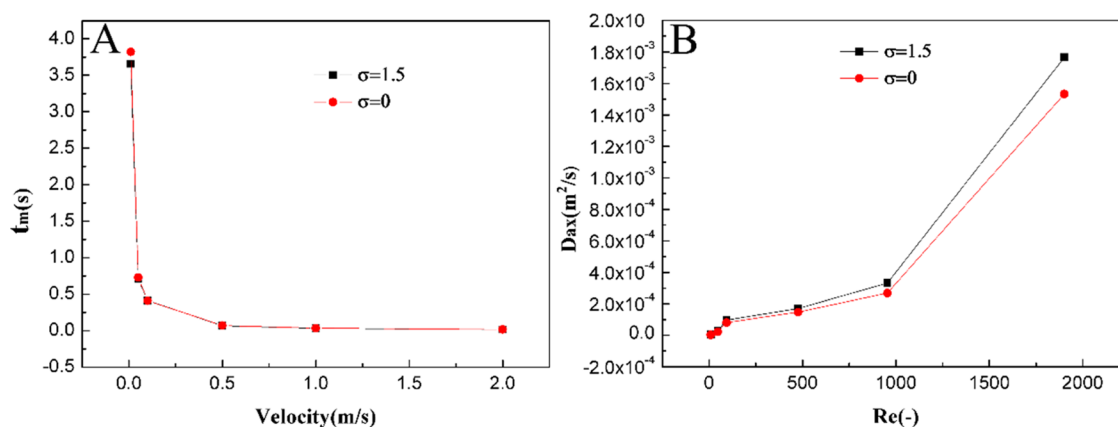 A
σ=1.5
σ=0
4.0
3.5
3.0
2.5
2.0
1.5
1.0
0.5
0.0
-0.5
tm(s)
0.0 0.5 1.0 1.5 2.0
Velocity(m/s)
B
σ=1.5
σ=0
2.0x10⁻³
1.8x10⁻³
1.6x10⁻³
1.4x10⁻³
1.2x10⁻³
1.0x10⁻³
8.0x10⁻⁴
6.0x10⁻⁴
4.0x10⁻⁴
2.0x10⁻⁴
0.0
-2.0x10⁻⁴
Dax(m²/s)
0 500 1000 1500 2000
Re(-)